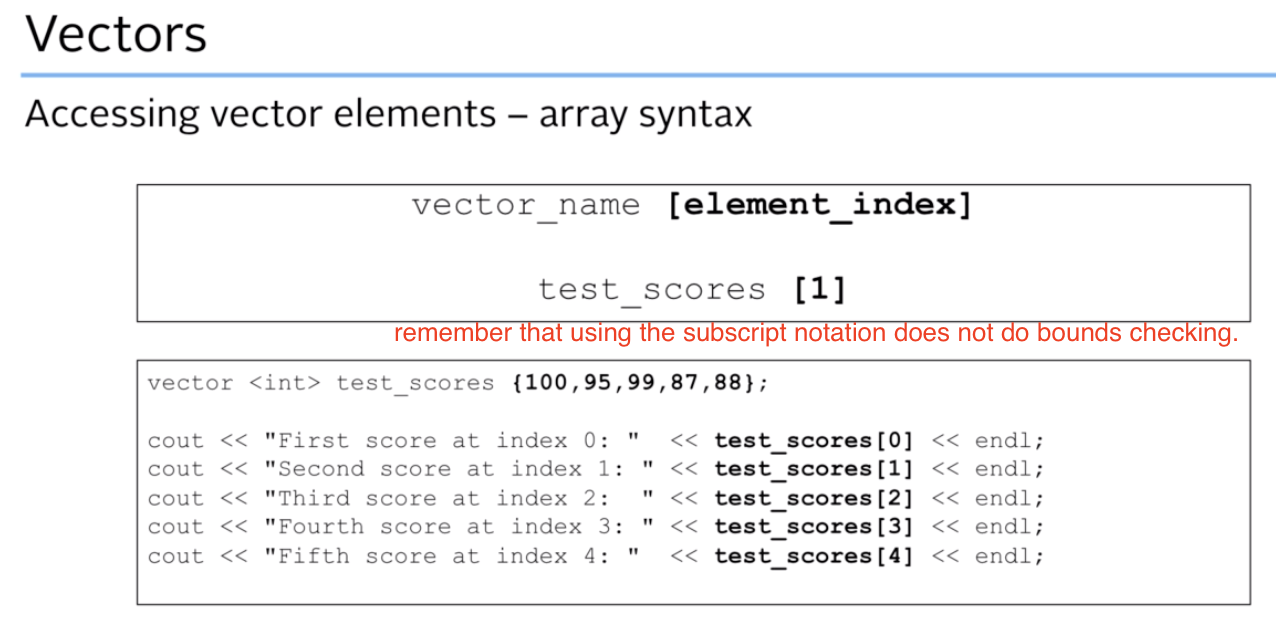 Vectors
Accessing vector elements – array syntax
vector_name [element_index]
test_scores [1]
remember that using the subscript notation does not do bounds checking.
vector <int> test_scores {100,95,99,87,88};
cout << "First score at index 0: "  << test_scores[0] << endl;
cout << "Second score at index 1: " << test_scores[1] << endl;
cout << "Third score at index 2:  " << test_scores[2] << endl;
cout << "Fourth score at index 3: " << test_scores[3] << endl;
cout << "Fifth score at index 4: "  << test_scores[4] << endl;